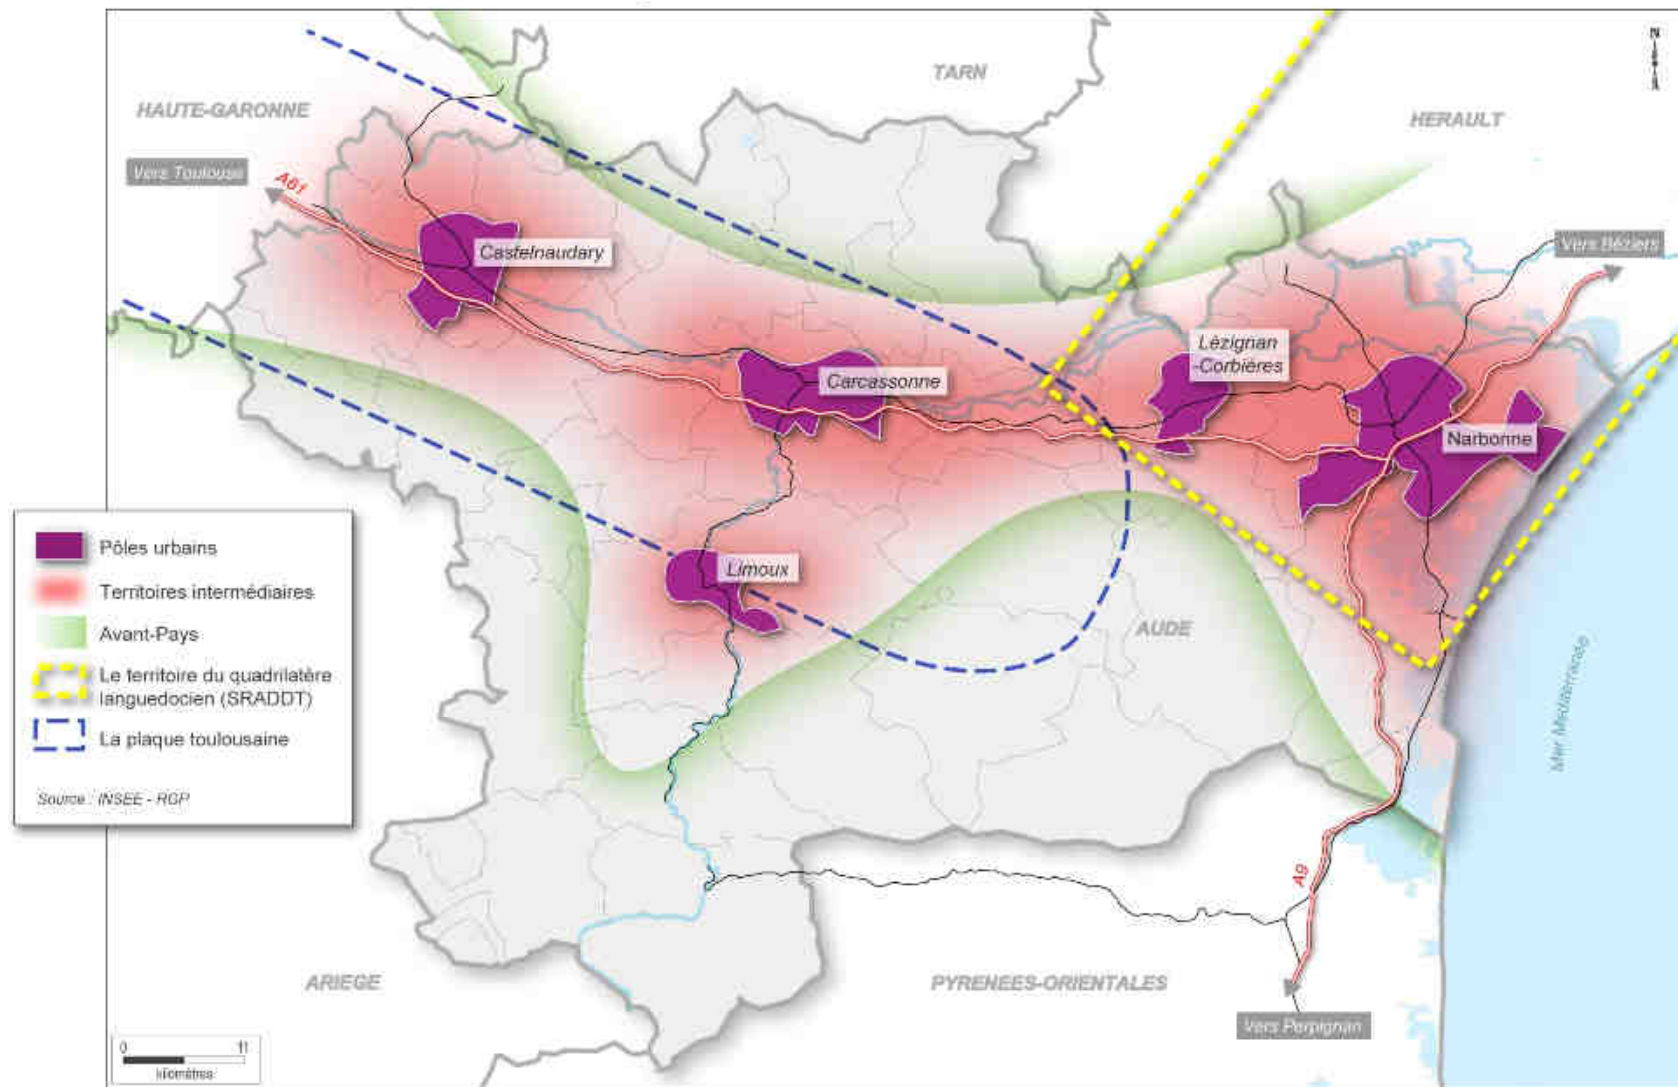 TARN
N
HAUTE-GARONNE
HERAULT
Vers Toulouse
A61
Castelnaudary
Vers Béziers
Lézignan
-Corbières
Carcassonne
Narbonne
Pôles urbains
Limoux
Territoires intermédiaires
Avant-Pays
AUDE
Le territoire du quadrilatère
languedocien (SRADDT)
Mer Méditerranée
La plaque toulousaine
Source : INSEE - RGP
A9
ARIEGE
PYRENEES-ORIENTALES
Vers Perpignan
0 11
kilomètres